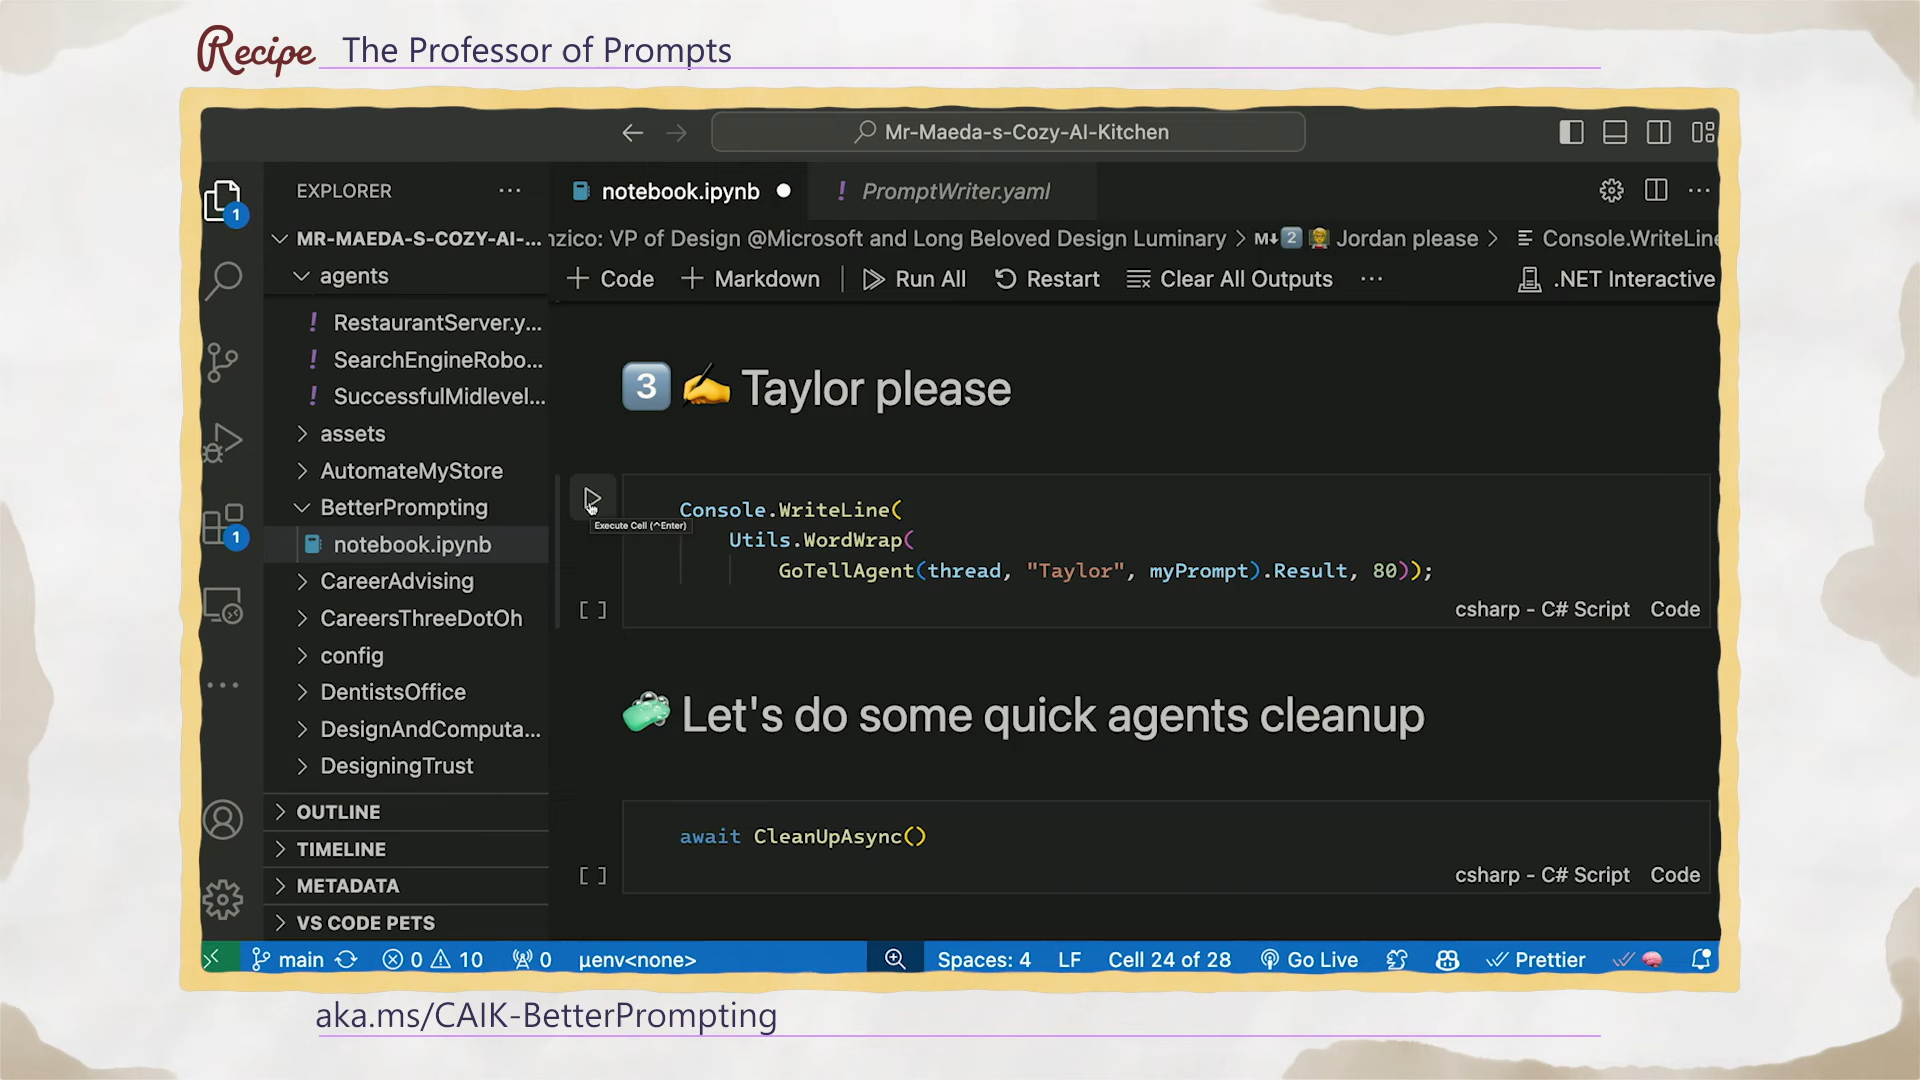 Recipe The Professor of Prompts
Mr-Maeda-s-Cozy-AI-Kitchen
EXPLORER
notebook.ipynb
! PromptWriter.yaml
MR-MAEDA-S-COZY-AI-...
nzico: VP of Design @Microsoft and Long Beloved Design Luminary > M↓ 2 Jordan please > Console.WriteLine
agents
+ Code + Markdown Run All Restart Clear All Outputs ... .NET Interactive
! RestaurantServer.y...
! SearchEngineRobo...
! SuccessfulMidlevel...
assets
AutomateMyStore
BetterPrompting
notebook.ipynb
CareerAdvising
CareersThreeDotOh
config
DentistsOffice
DesignAndComputa...
DesigningTrust
OUTLINE
TIMELINE
METADATA
VS CODE PETS
1
1
3 Taylor please
Console.WriteLine(
Execute Cell (^Enter)
Utils.WordWrap(
GoTellAgent(thread, "Taylor", myPrompt).Result, 80));
[ ] csharp - C# Script Code
Let's do some quick agents cleanup
await CleanUpAsync()
[ ] csharp - C# Script Code
main 0 10 0 µenv<none> Spaces: 4 LF Cell 24 of 28 Go Live Prettier
aka.ms/CAIK-BetterPrompting